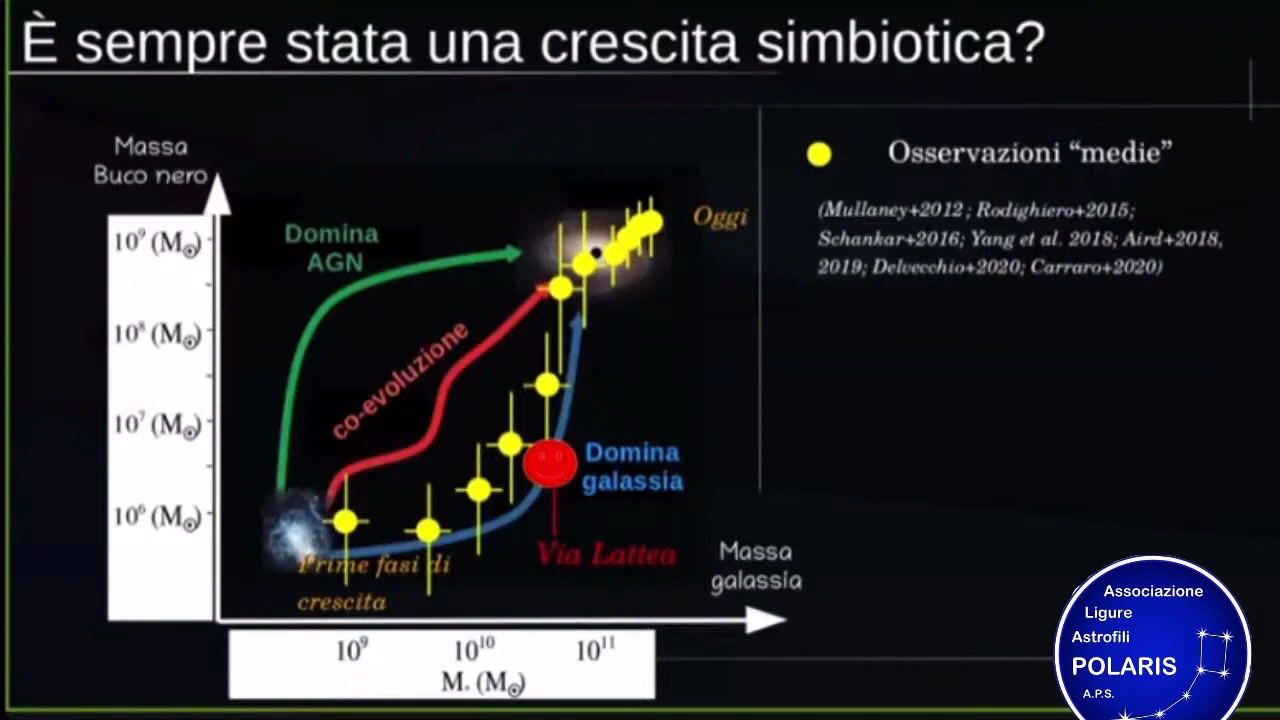 È sempre stata una crescita simbiotica?
Massa
Buco nero
10⁹ (M☉)
10⁸ (M☉)
10⁷ (M☉)
10⁶ (M☉)
Domina
AGN
co-evoluzione
Oggi
Domina
galassia
Via Lattea
Prime fasi di
crescita
Massa
galassia
10⁹ 10¹⁰ 10¹¹
M. (M☉)
Osservazioni “medie”
(Mullaney+2012; Rodighiero+2015;
Schankar+2016; Yang et al. 2018; Aird+2018,
2019; Delvecchio+2020; Carraro+2020)
Associazione
Ligure
Astrofili
POLARIS
A.P.S.